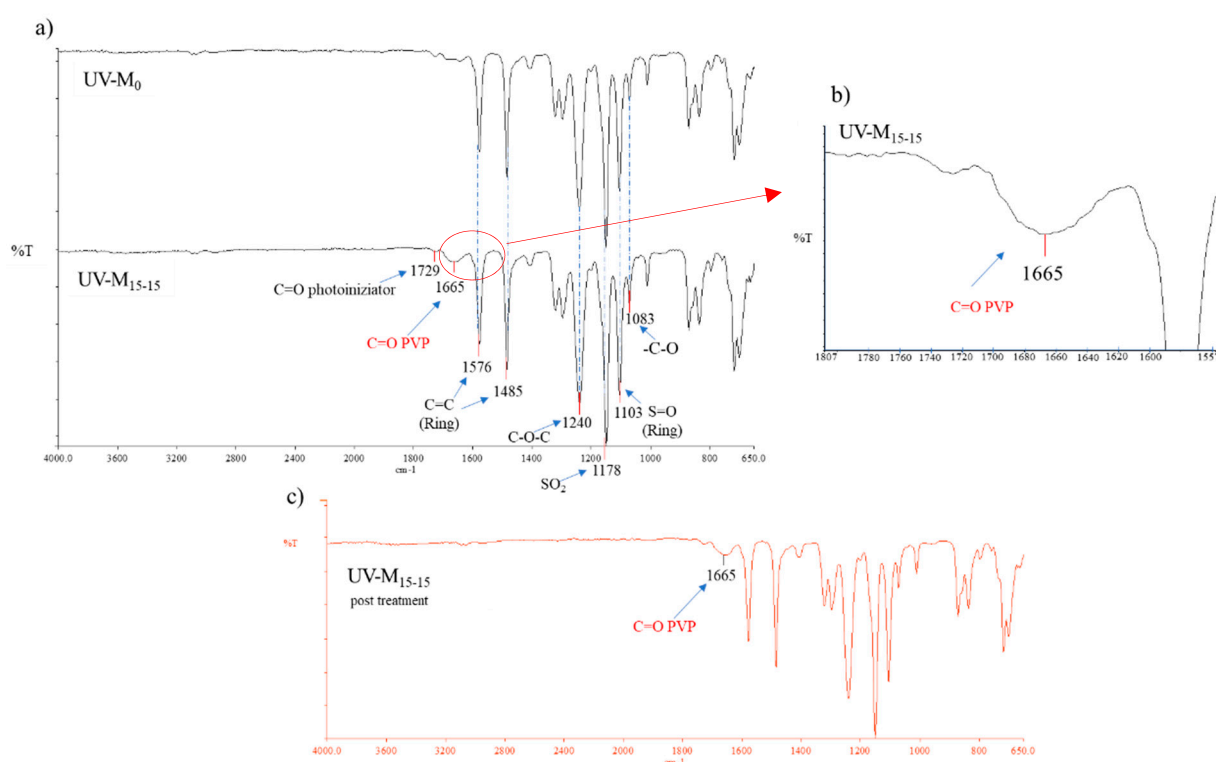 a)
UV-M0
%T
UV-M15-15
1729
C=O photoiniziator
1665
C=O PVP
1576
1485
C=C
(Ring)
1240
C-O-C
1178
SO2
1103
S=O
(Ring)
1083
-C-O
4000.0 3600 3200 2800 2400 2000 1800 1600 1400 1200 1000 800 650.0
cm-1
b)
UV-M15-15
%T
1665
C=O PVP
1807 1780 1760 1740 1720 1700 1680 1660 1640 1620 1600
c)
%T
UV-M15-15
post treatment
1665
C=O PVP
4000.0 3600 3200 2800 2400 2000 1800 1600 1400 1200 1000 800 650.0